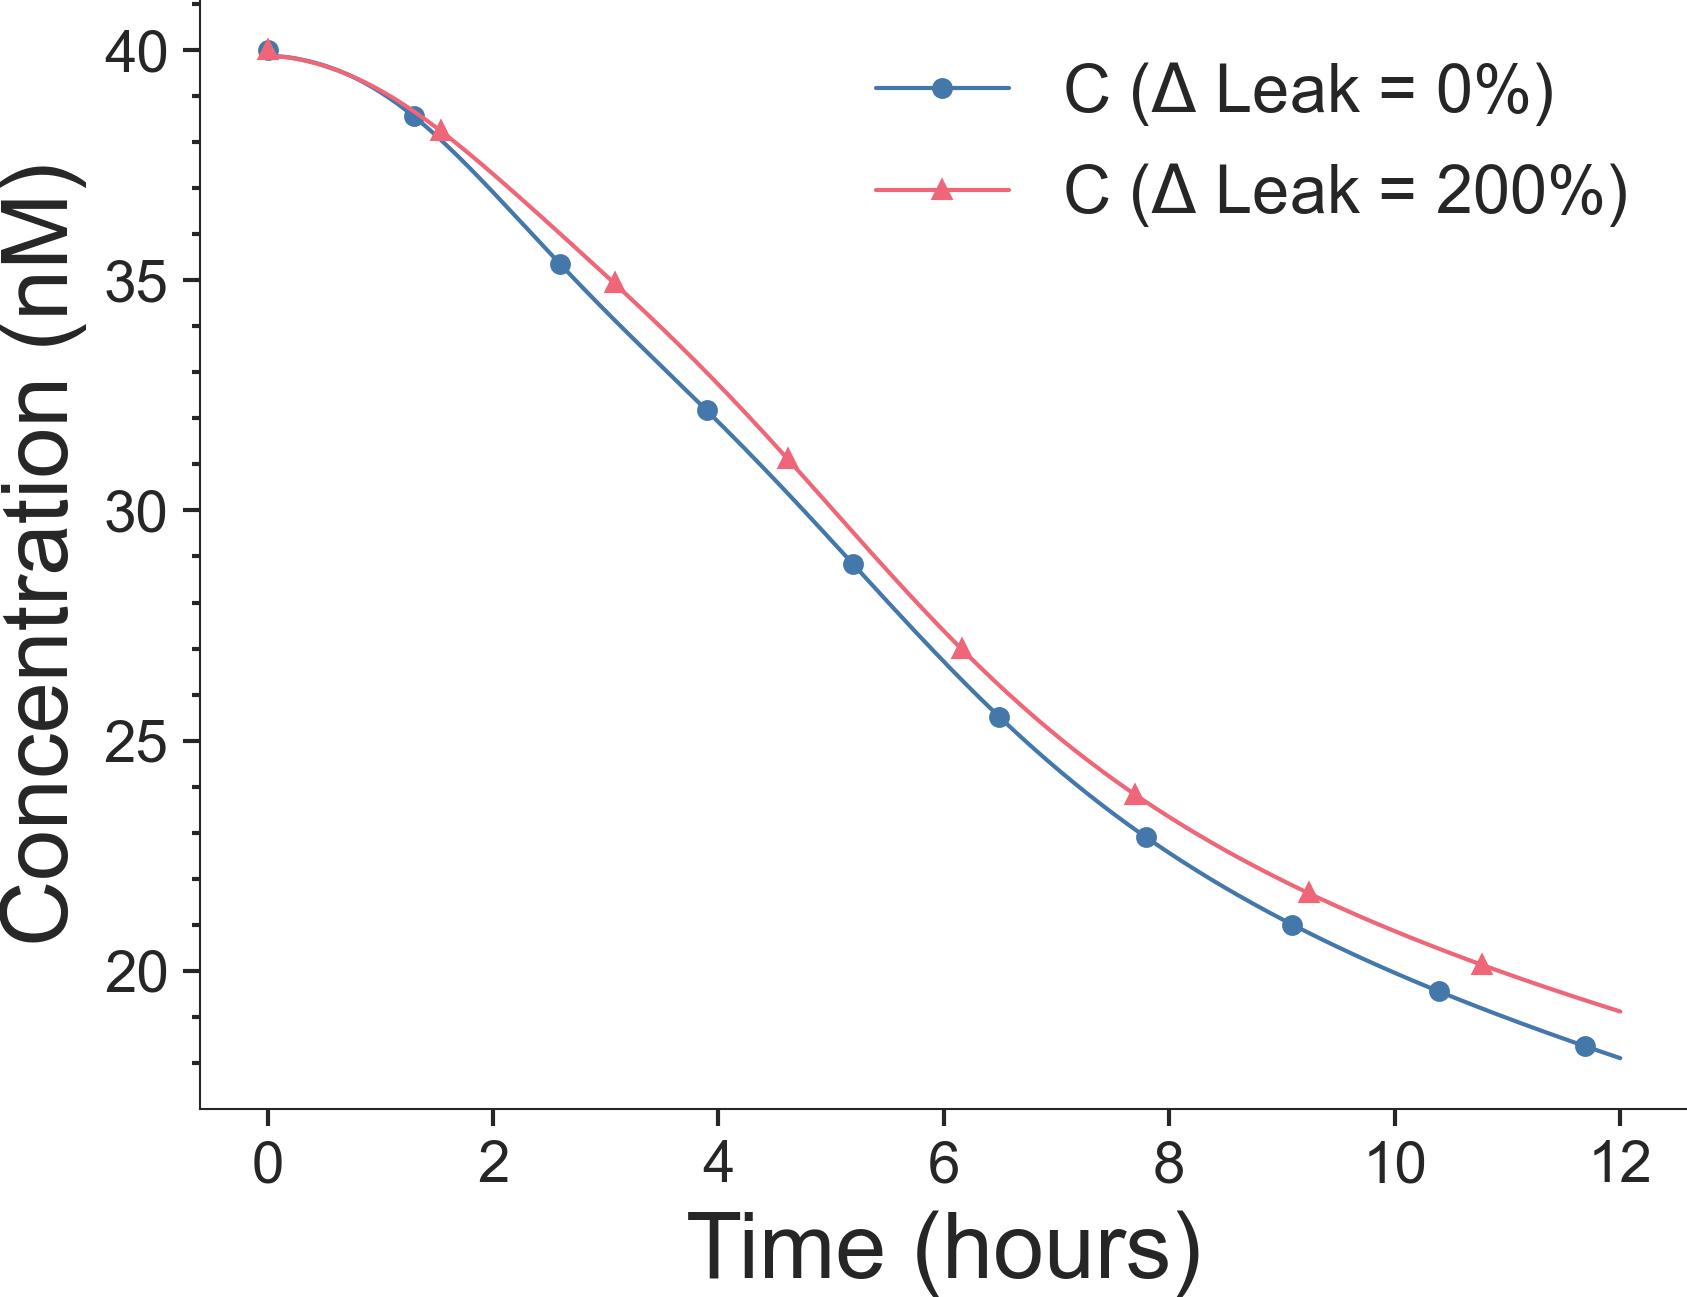 Concentration (nM)
40
35
30
25
20
C (Δ Leak = 0%)
C (Δ Leak = 200%)
0 2 4 6 8 10 12
Time (hours)